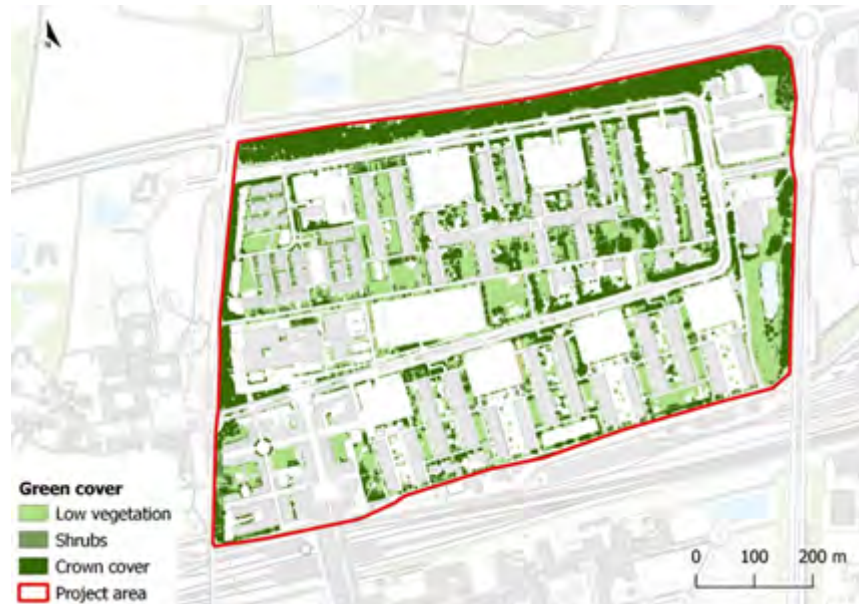 N
Green cover
Low vegetation
Shrubs
Crown cover
Project area
0 100 200 m